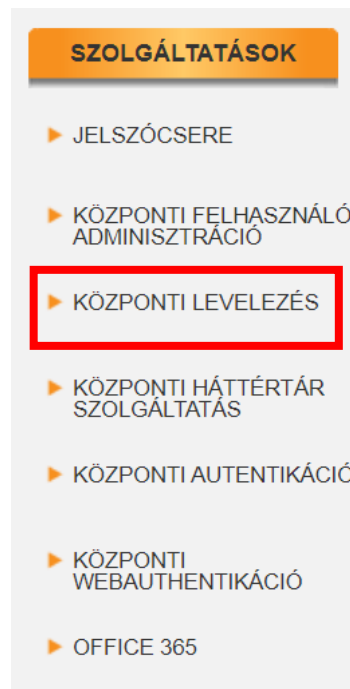 SZOLGÁLTATÁSOK
JELSZÓCSERE
KÖZPONTI FELHASZNÁLÓ
ADMINISZTRÁCIÓ
KÖZPONTI LEVELEZÉS
KÖZPONTI HÁTTÉRTÁR
SZOLGÁLTATÁS
KÖZPONTI AUTENTIKÁCIÓ
KÖZPONTI
WEBAUTHENTIKÁCIÓ
OFFICE 365